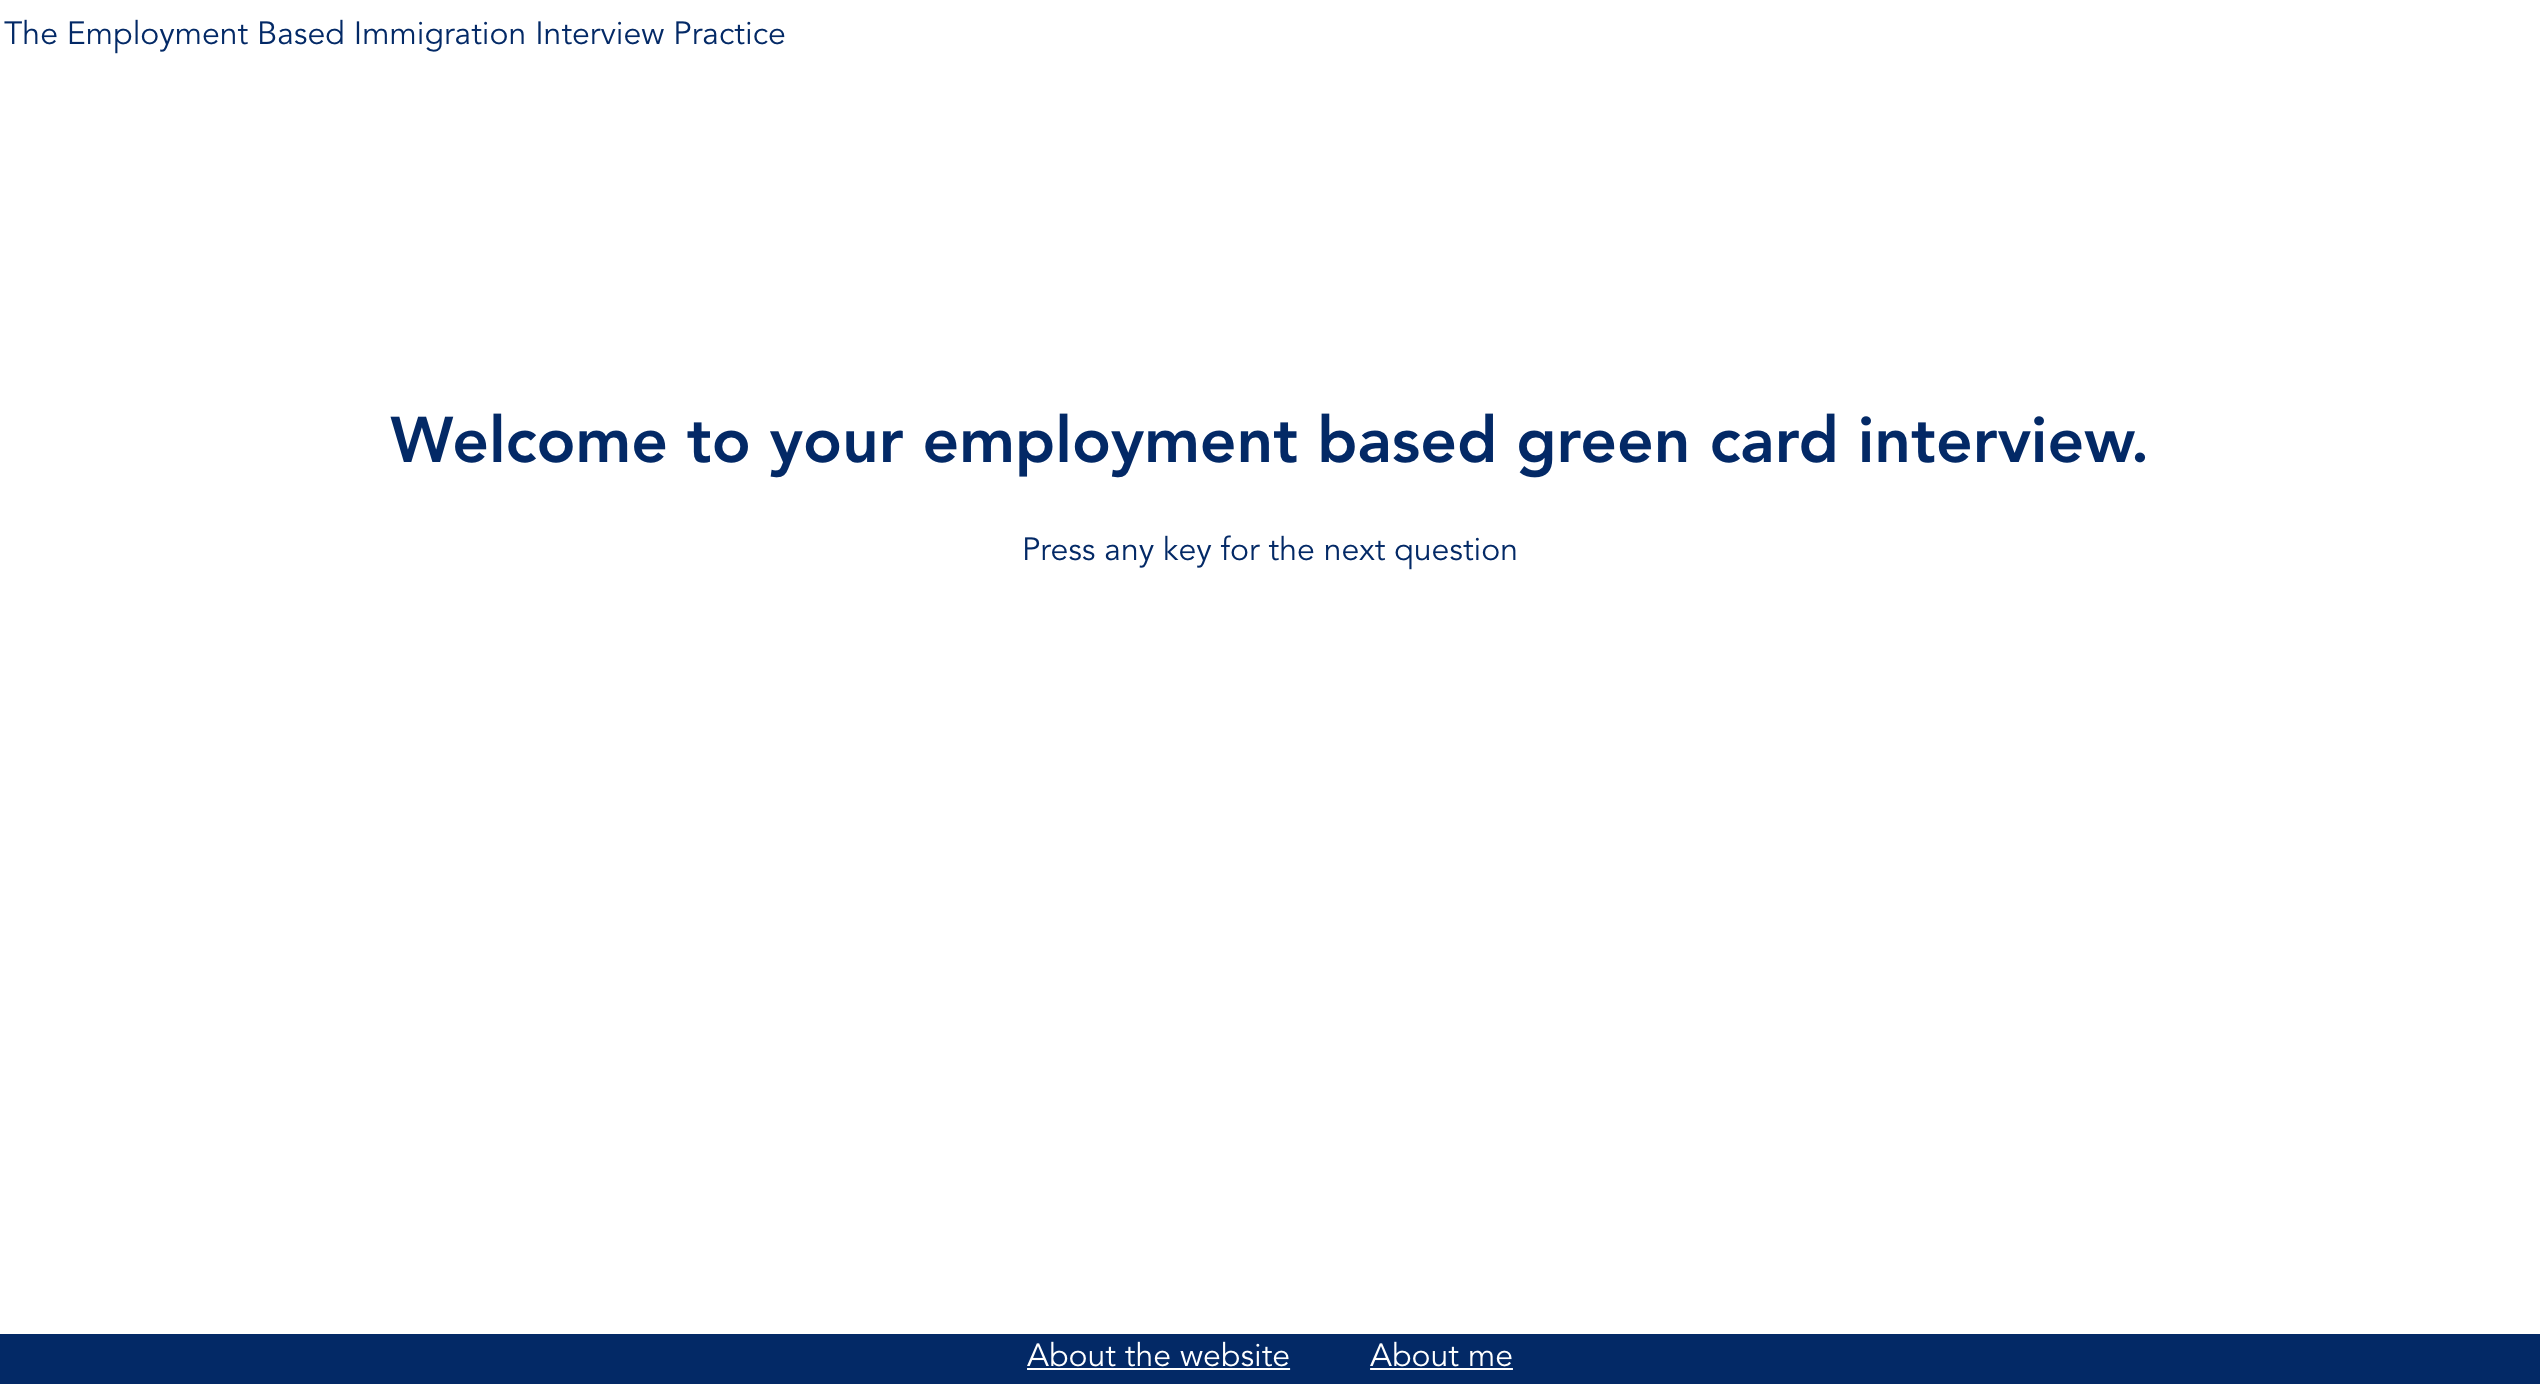 The Employment Based Immigration Interview Practice
Welcome to your employment based green card interview.
Press any key for the next question
About the website About me